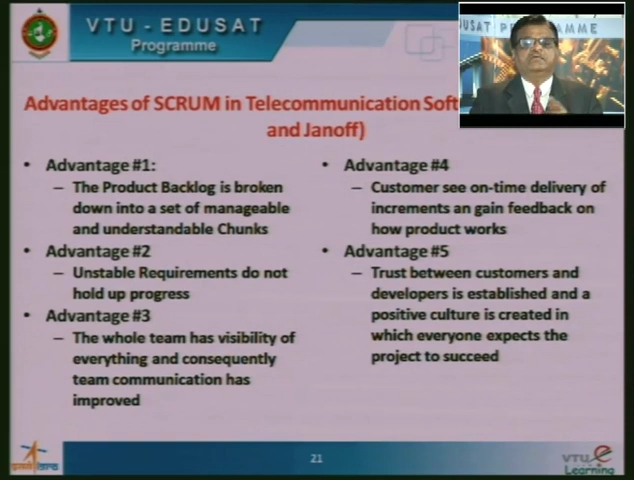 VTU - EDUSAT
Programme
DUSAT PROGRAMME
Advantages of SCRUM in Telecommunication Soft
and Janoff)
• Advantage #1:
– The Product Backlog is broken
down into a set of manageable
and understandable Chunks
• Advantage #2
– Unstable Requirements do not
hold up progress
• Advantage #3
– The whole team has visibility of
everything and consequently
team communication has
improved
• Advantage #4
– Customer see on-time delivery of
increments an gain feedback on
how product works
• Advantage #5
– Trust between customers and
developers is established and a
positive culture is created in
which everyone expects the
project to succeed
21
VTU e
Learning